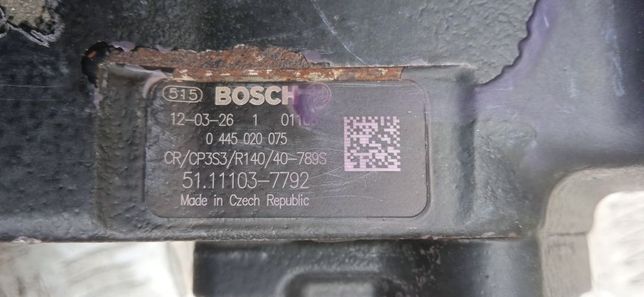 515 BOSCH
12-03-26 1
0 445 020 075
CR/CP3S3/R140/40-789S
51.11103-7792
Made in Czech Republic